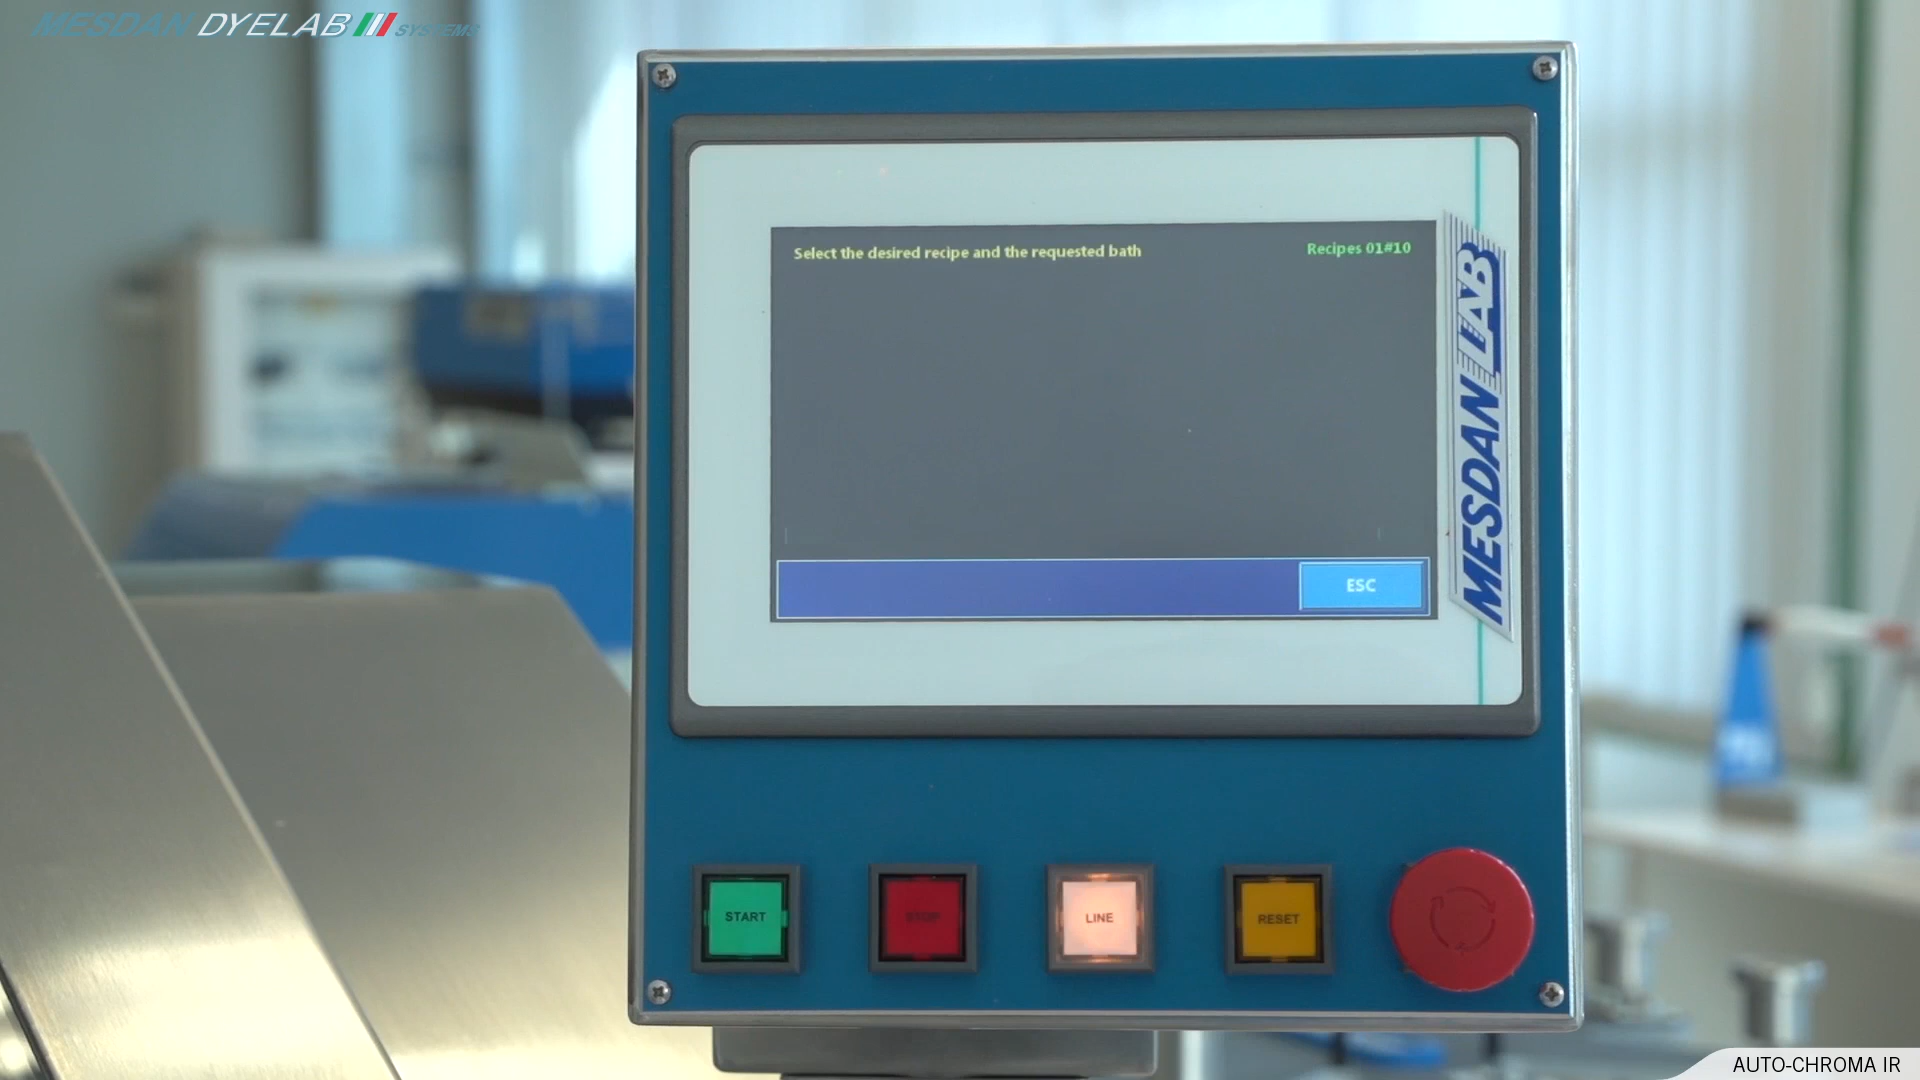 MESDAN DYELAB SYSTEMS
Select the desired recipe and the requested bath
Recipes 01#10
ESC
MESDAN LAB
START
STOP
LINE
RESET
AUTO-CHROMA IR